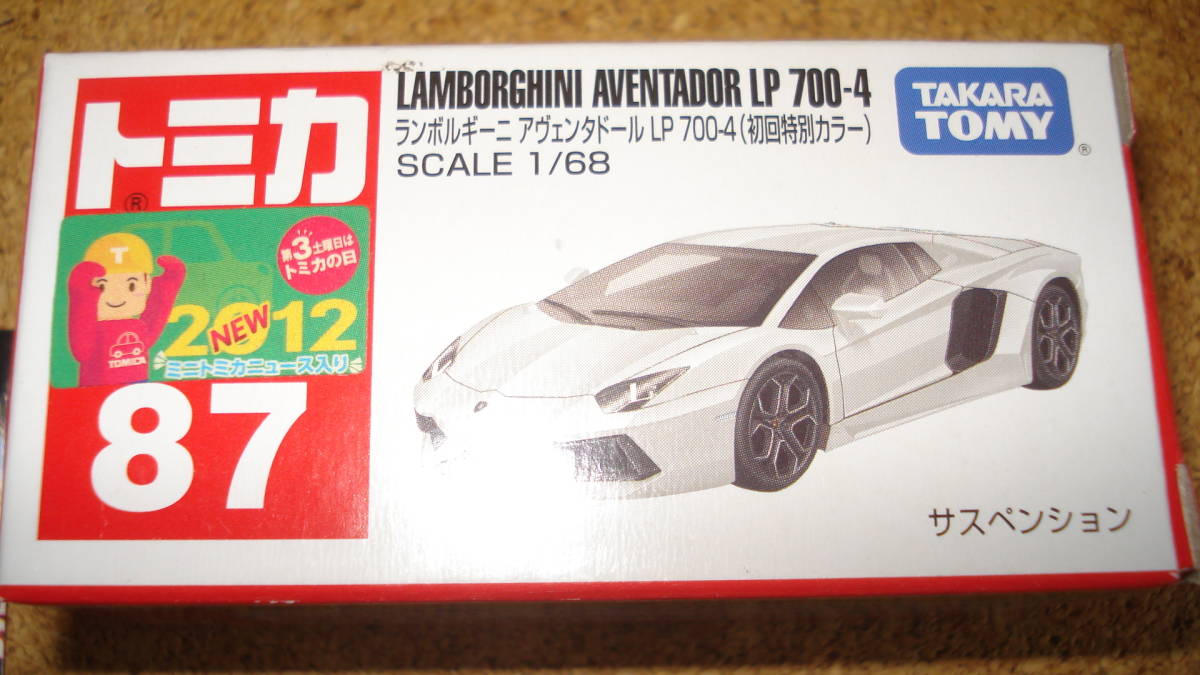 トミカ
®
LAMBORGHINI AVENTADOR LP 700-4
ランボルギーニ アヴェンタドール LP 700-4(初回特別カラー)
SCALE 1/68
TAKARA
TOMY
®
T
第3土曜日は
トミカの日
2012
NEW
ミニトミカニュース入り
TOMICA
87
サスペンション